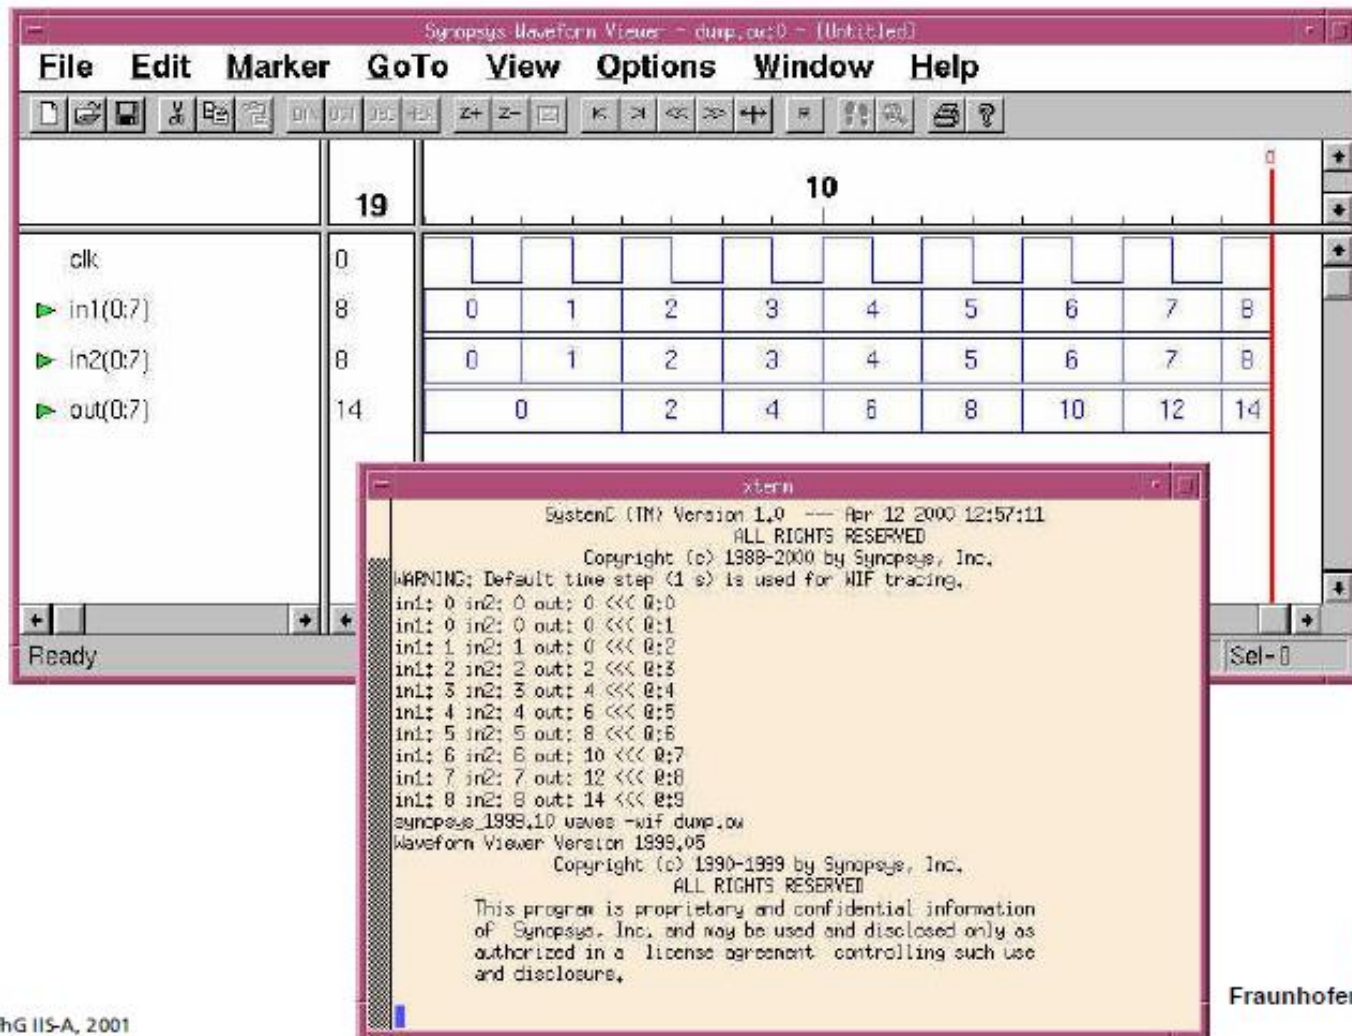 Synopsys Waveform Viewer - dump.ow:0 - [Untitled]
File Edit Marker GoTo View Options Window Help
Z+ Z-
0
19 10
clk 0
in1(0:7) 8 0 1 2 3 4 5 6 7 8
in2(0:7) 8 0 1 2 3 4 5 6 7 8
out(0:7) 14 0 2 4 6 8 10 12 14
Ready
Sel-0
xterm
SystemC (TM) Version 1.0 --- Apr 12 2000 12:57:11
ALL RIGHTS RESERVED
Copyright (c) 1988-2000 by Synopsys, Inc.
WARNING: Default time step (1 s) is used for WIF tracing.
in1: 0 in2: 0 out: 0 <<< @:0
in1: 0 in2: 0 out: 0 <<< @:1
in1: 1 in2: 1 out: 0 <<< @:2
in1: 2 in2: 2 out: 2 <<< @:3
in1: 3 in2: 3 out: 4 <<< @:4
in1: 4 in2: 4 out: 6 <<< @:5
in1: 5 in2: 5 out: 8 <<< @:6
in1: 6 in2: 6 out: 10 <<< @:7
in1: 7 in2: 7 out: 12 <<< @:8
in1: 8 in2: 8 out: 14 <<< @:9
synopsys_1999.10 waves -wif dump.ow
Waveform Viewer Version 1999.05
Copyright (c) 1990-1999 by Synopsys, Inc.
ALL RIGHTS RESERVED
This program is proprietary and confidential information
of Synopsys, Inc. and may be used and disclosed only as
authorized in a license agreement controlling such use
and disclosure.
Fraunhofer
hG IIS-A, 2001